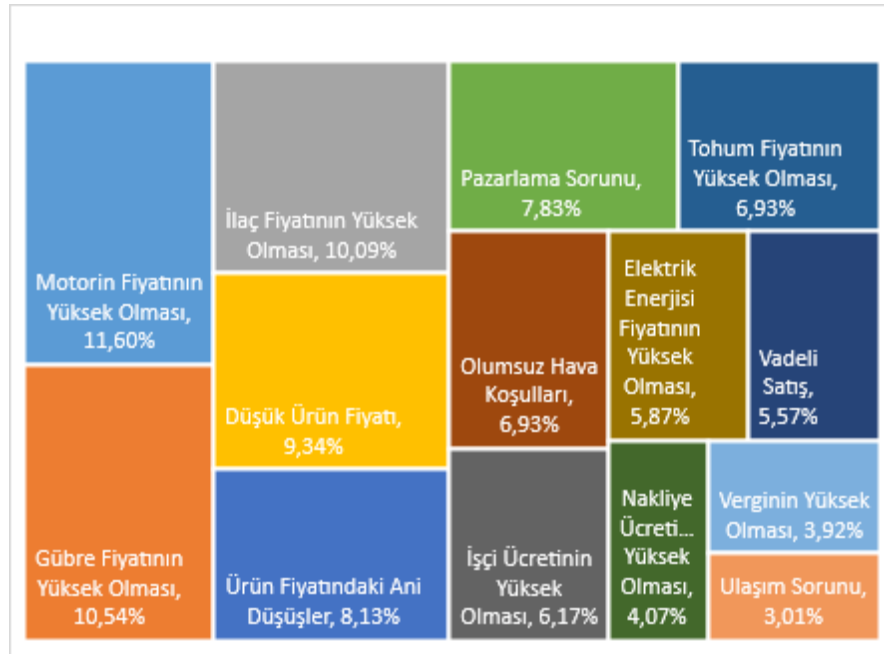 Motorin Fiyatının
Yüksek Olması,
11,60%
Gübre Fiyatının
Yüksek Olması,
10,54%
İlaç Fiyatının Yüksek
Olması, 10,09%
Düşük Ürün Fiyatı,
9,34%
Ürün Fiyatındaki Ani
Düşüşler, 8,13%
Pazarlama Sorunu,
7,83%
Tohum Fiyatının
Yüksek Olması,
6,93%
Olumsuz Hava
Koşulları,
6,93%
Elektrik
Enerjisi
Fiyatının
Yüksek
Olması,
5,87%
Vadeli
Satış,
5,57%
İşçi Ücretinin
Yüksek
Olması, 6,17%
Nakliye
Ücreti...
Yüksek
Olması,
4,07%
Verginin Yüksek
Olması, 3,92%
Ulaşım Sorunu,
3,01%